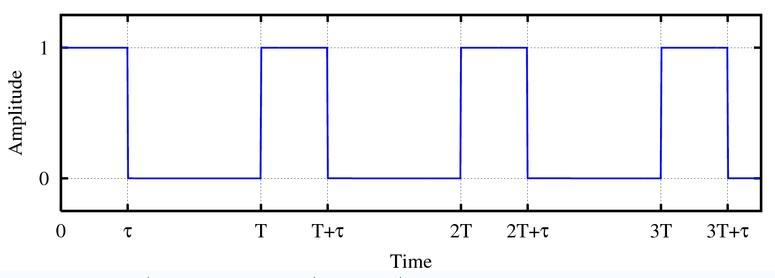 Amplitude
1
0
0 τ T T+τ 2T 2T+τ 3T 3T+τ
Time